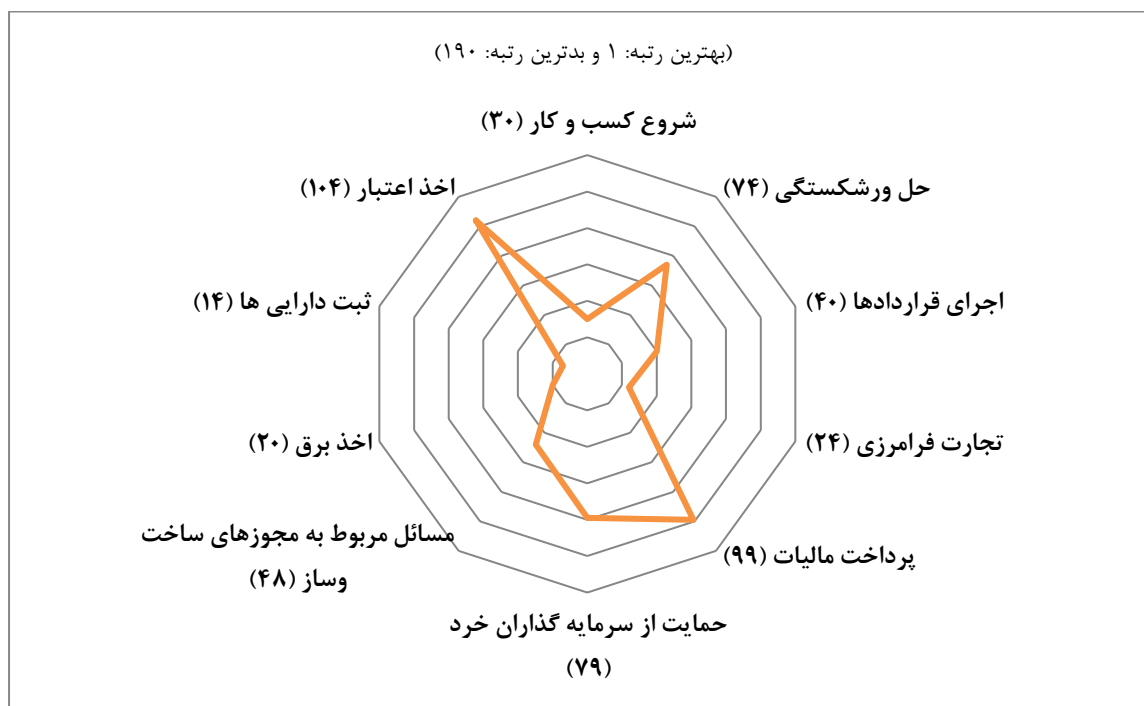 (بهترین رتبه: ۱ و بدترین رتبه: ۱۹۰)
شروع کسب و کار (۳۰)
حل ورشکستگی (۷۴)
اخذ اعتبار (۱۰۴)
اجرای قراردادها (۴۰)
ثبت دارایی ها (۱۴)
تجارت فرامرزی (۲۴)
اخذ برق (۲۰)
پرداخت مالیات (۹۹)
مسائل مربوط به مجوزهای ساخت
وساز (۴۸)
حمایت از سرمایه گذاران خرد
(۷۹)